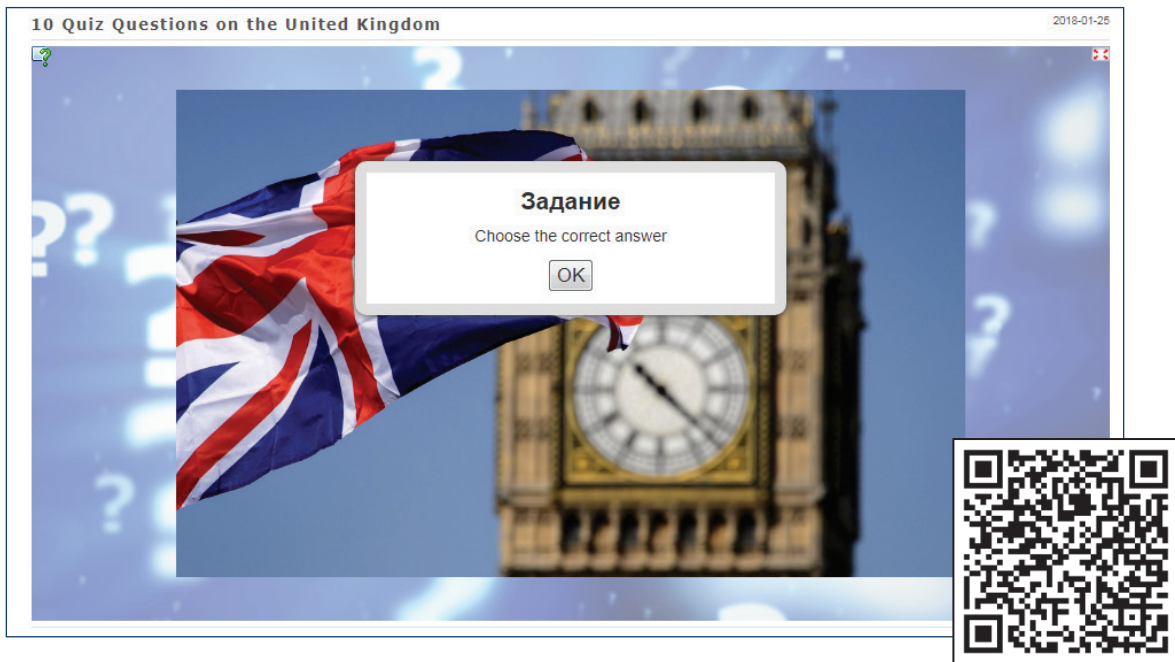 10 Quiz Questions on the United Kingdom
2018-01-25
Задание
Choose the correct answer
OK